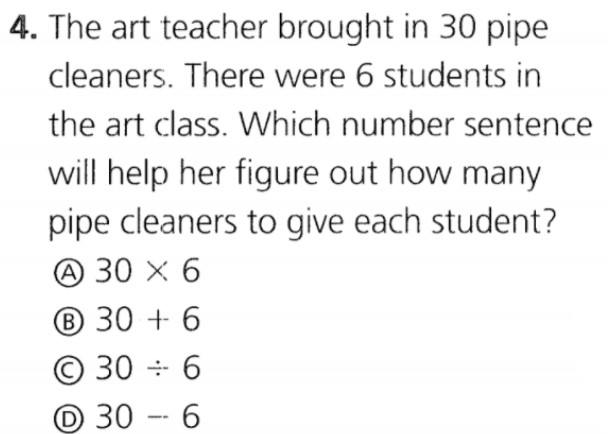 4. The art teacher brought in 30 pipe
cleaners. There were 6 students in
the art class. Which number sentence
will help her figure out how many
pipe cleaners to give each student?
Ⓐ 30 × 6
Ⓑ 30 + 6
Ⓒ 30 ÷ 6
Ⓓ 30 − 6